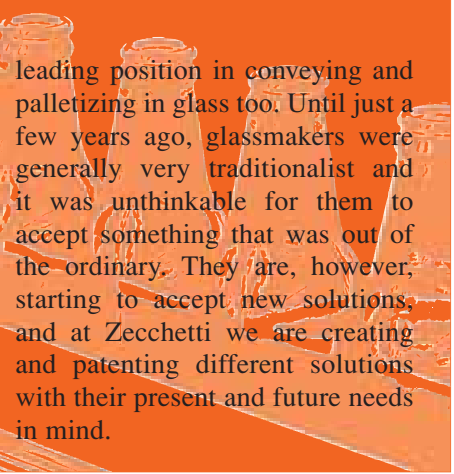 leading position in conveying and
palletizing in glass too. Until just a
few years ago, glassmakers were
generally very traditionalist and
it was unthinkable for them to
accept something that was out of
the ordinary. They are, however,
starting to accept new solutions,
and at Zecchetti we are creating
and patenting different solutions
with their present and future needs
in mind.